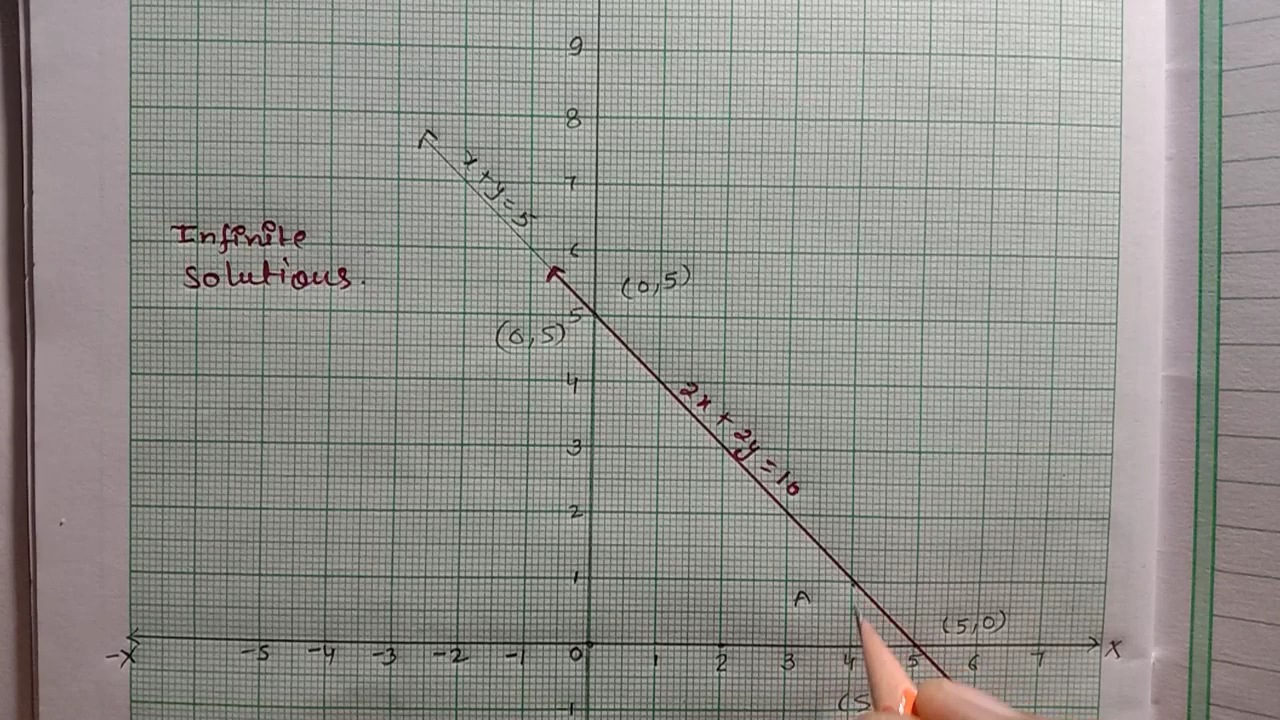 9
8
x+y=5
7
Infinite
6
solutions.
(0,5)
5
(0,5)
4
2x+2y=10
3
2
1
A
(5,0)
-X
-5 -4 -3 -2 -1 0 1 2 3 4 5 6 7 X
(5
-1